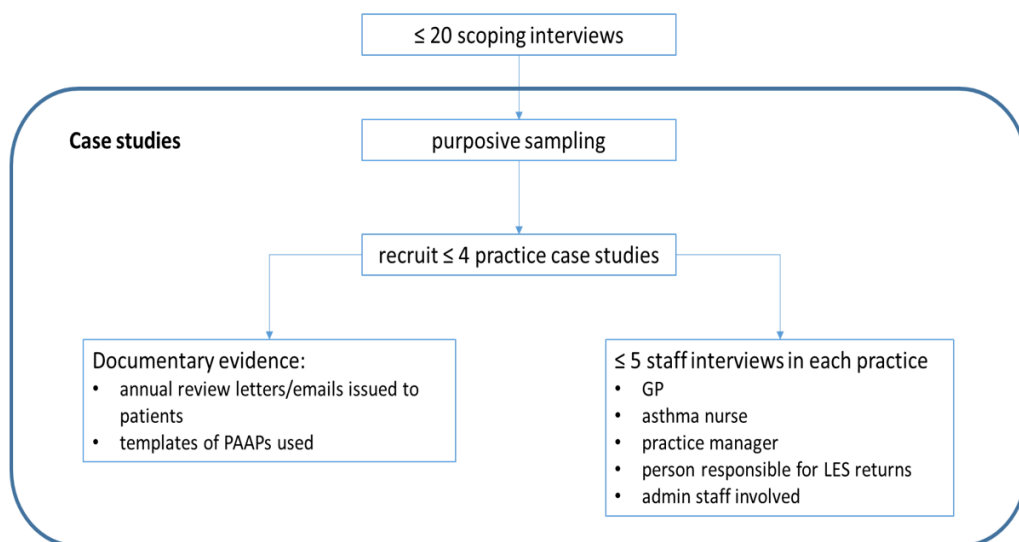 ≤ 20 scoping interviews
Case studies
purposive sampling
recruit ≤ 4 practice case studies
Documentary evidence:
• annual review letters/emails issued to
patients
• templates of PAAPs used
≤ 5 staff interviews in each practice
• GP
• asthma nurse
• practice manager
• person responsible for LES returns
• admin staff involved